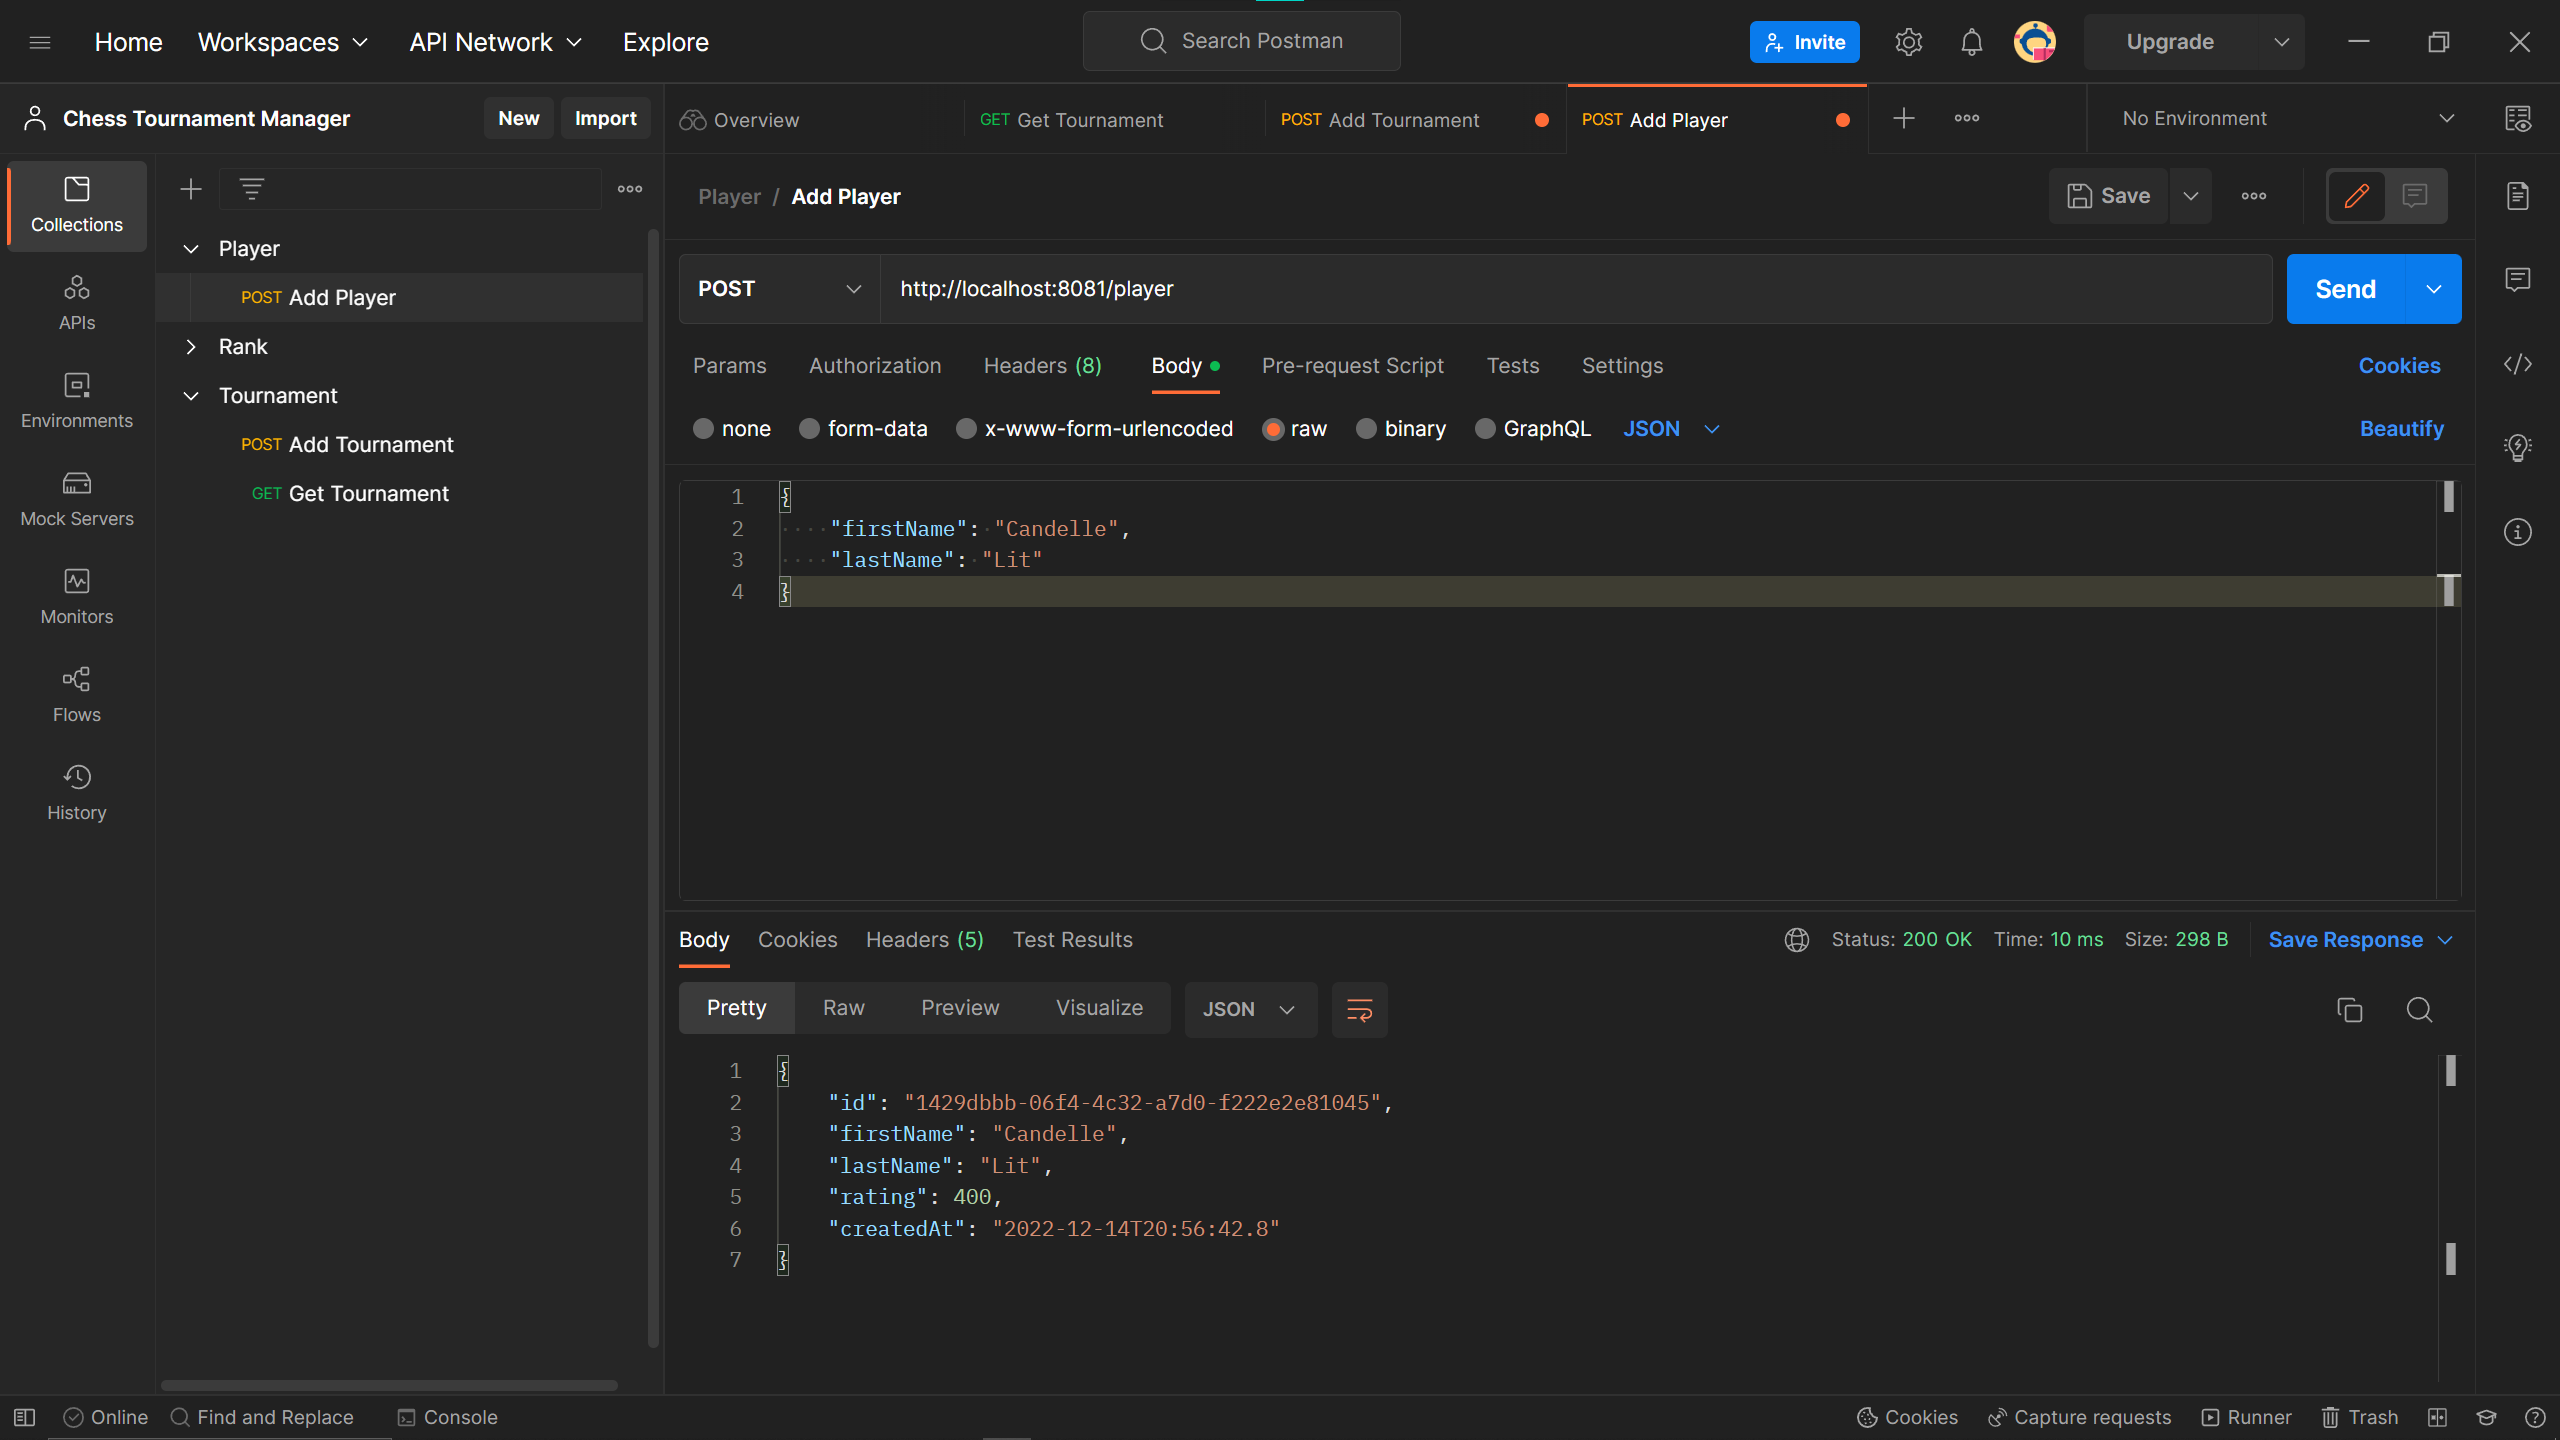 Home Workspaces API Network Explore Search Postman Invite Upgrade
Chess Tournament Manager New Import Overview GET Get Tournament POST Add Tournament POST Add Player No Environment
Collections
APIs
Environments
Mock Servers
Monitors
Flows
History
Player
POST Add Player
Rank
Tournament
POST Add Tournament
GET Get Tournament
Player / Add Player Save
POST http://localhost:8081/player Send
Params Authorization Headers (8) Body Pre-request Script Tests Settings Cookies
none form-data x-www-form-urlencoded raw binary GraphQL JSON Beautify
1 {
2 "firstName": "Candelle",
3 "lastName": "Lit"
4 }
Body Cookies Headers (5) Test Results Status: 200 OK Time: 10 ms Size: 298 B Save Response
Pretty Raw Preview Visualize JSON
1 {
2 "id": "1429dbbb-06f4-4c32-a7d0-f222e2e81045",
3 "firstName": "Candelle",
4 "lastName": "Lit",
5 "rating": 400,
6 "createdAt": "2022-12-14T20:56:42.8"
7 }
Online Find and Replace Console Cookies Capture requests Runner Trash